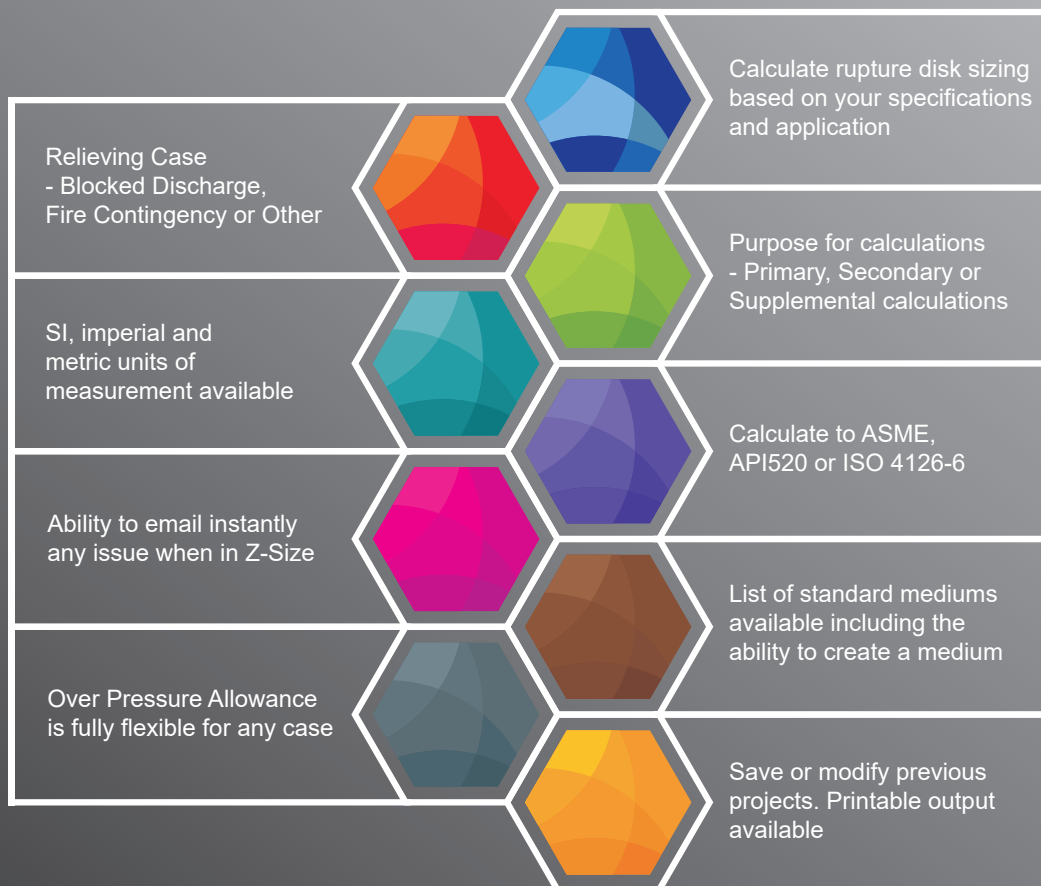 Calculate rupture disk sizing
based on your specifications
and application
Relieving Case
- Blocked Discharge,
Fire Contingency or Other
Purpose for calculations
- Primary, Secondary or
Supplemental calculations
SI, imperial and
metric units of
measurement available
Calculate to ASME,
API520 or ISO 4126-6
Ability to email instantly
any issue when in Z-Size
List of standard mediums
available including the
ability to create a medium
Over Pressure Allowance
is fully flexible for any case
Save or modify previous
projects. Printable output
available